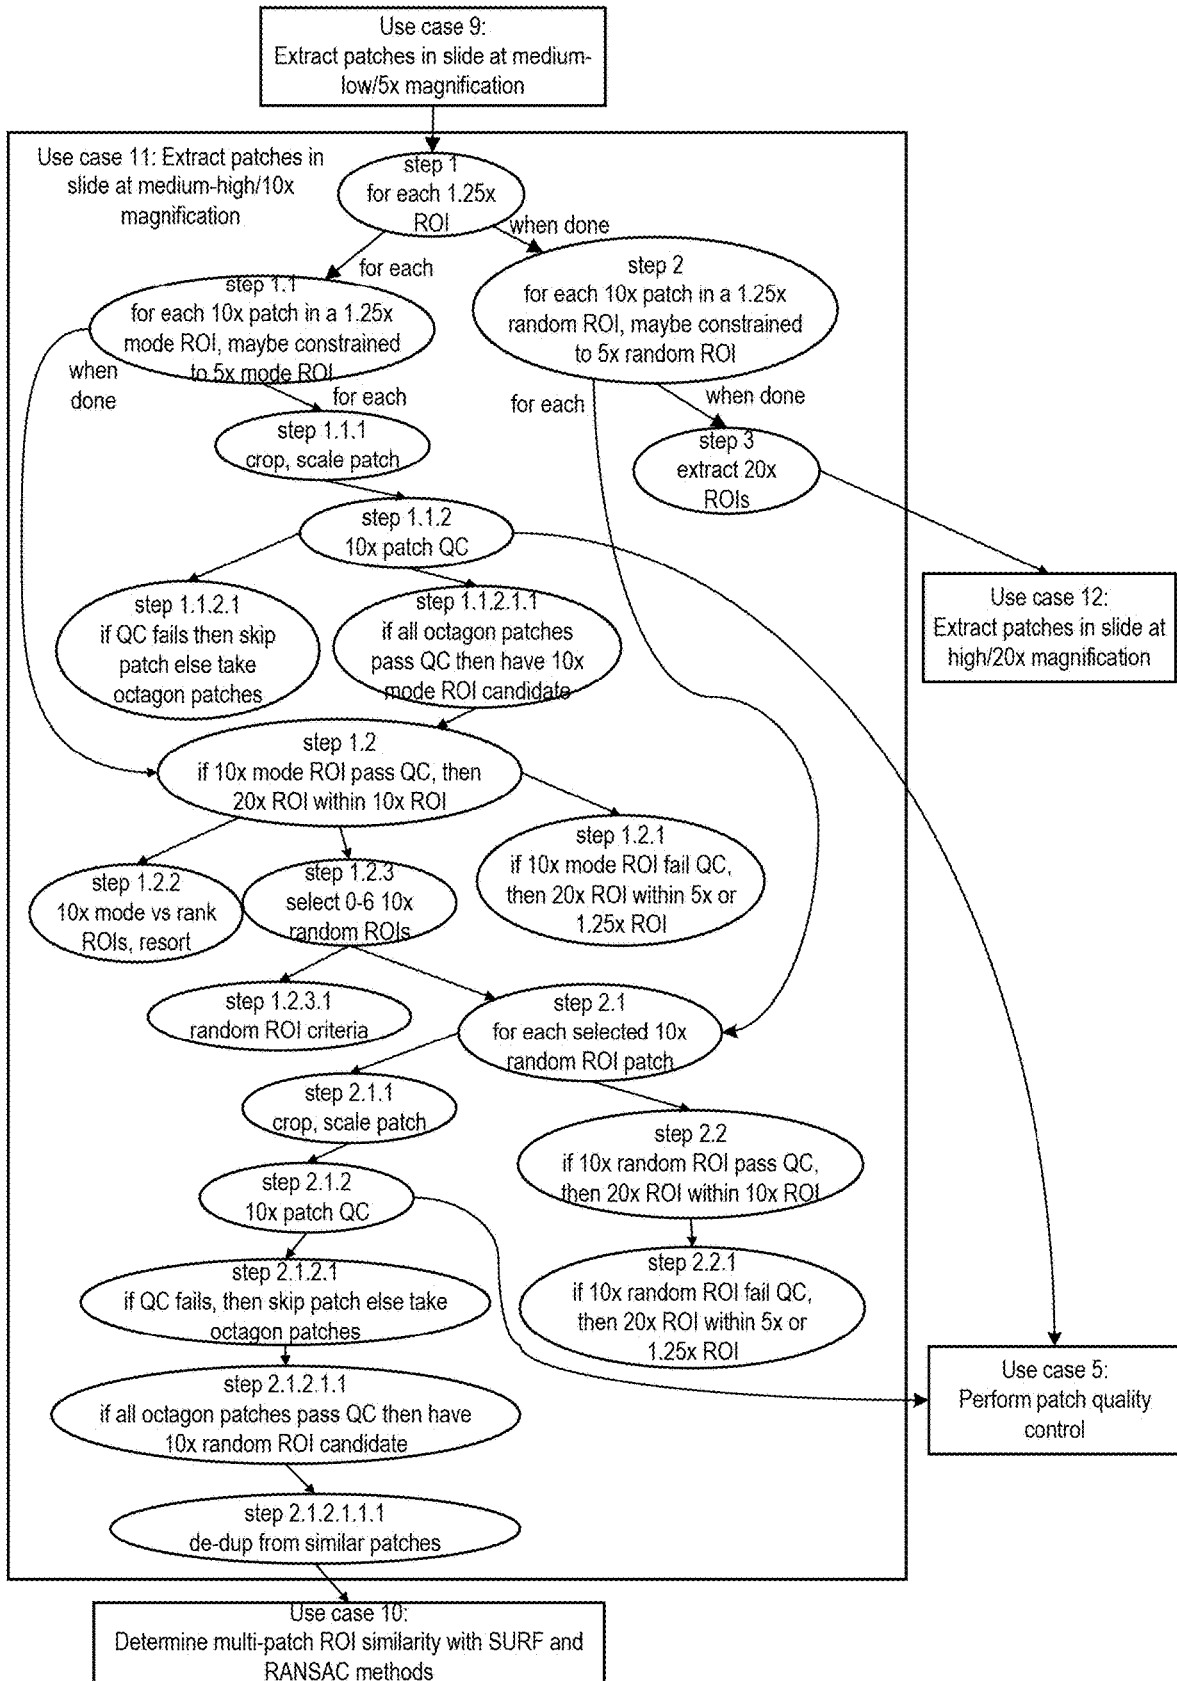 Use case 9:
Extract patches in slide at medium-
low/5x magnification
Use case 11: Extract patches in
slide at medium-high/10x
magnification
step 1
for each 1.25x
ROI
when done
for each
step 1.1
for each 10x patch in a 1.25x
mode ROI, maybe constrained
to 5x mode ROI
step 2
for each 10x patch in a 1.25x
random ROI, maybe constrained
to 5x random ROI
when
done
for each
for each
when done
step 1.1.1
crop, scale patch
step 3
extract 20x
ROIs
step 1.1.2
10x patch QC
step 1.1.2.1
if QC fails then skip
patch else take
octagon patches
step 1.1.2.1.1
if all octagon patches
pass QC then have 10x
mode ROI candidate
Use case 12:
Extract patches in slide at
high/20x magnification
step 1.2
if 10x mode ROI pass QC, then
20x ROI within 10x ROI
step 1.2.1
if 10x mode ROI fail QC,
then 20x ROI within 5x or
1.25x ROI
step 1.2.2
10x mode vs rank
ROIs, resort
step 1.2.3
select 0-6 10x
random ROIs
step 1.2.3.1
random ROI criteria
step 2.1
for each selected 10x
random ROI patch
step 2.1.1
crop, scale patch
step 2.2
if 10x random ROI pass QC,
then 20x ROI within 10x ROI
step 2.1.2
10x patch QC
step 2.1.2.1
if QC fails, then skip patch else take
octagon patches
step 2.2.1
if 10x random ROI fail QC,
then 20x ROI within 5x or
1.25x ROI
step 2.1.2.1.1
if all octagon patches pass QC then have
10x random ROI candidate
Use case 5:
Perform patch quality
control
step 2.1.2.1.1.1
de-dup from similar patches
Use case 10:
Determine multi-patch ROI similarity with SURF and
RANSAC methods